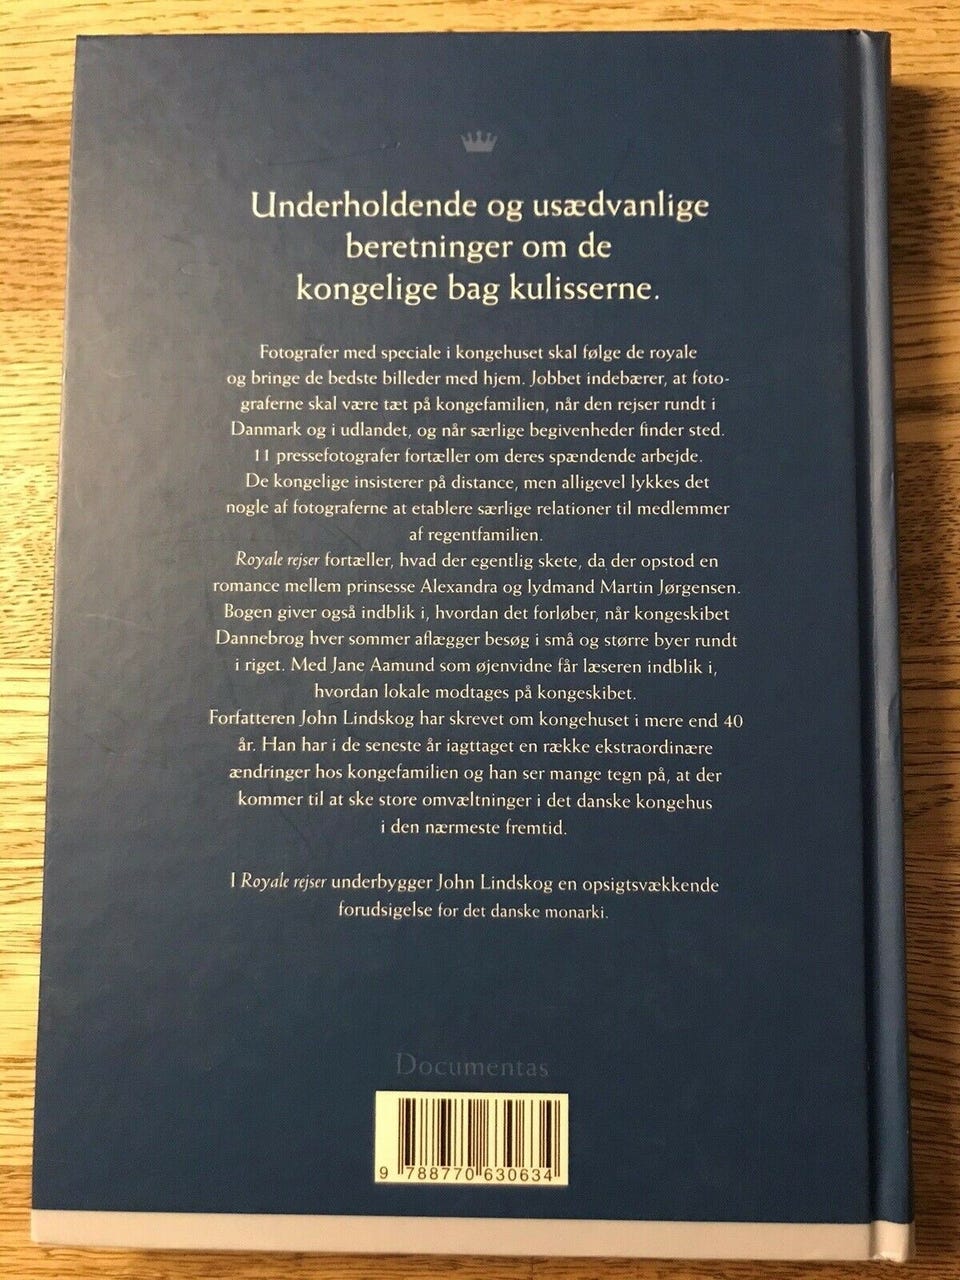 Underholdende og usædvanlige
beretninger om de
kongelige bag kulisserne.
Fotografer med speciale i kongehuset skal følge de royale
og bringe de bedste billeder med hjem. Jobbet indebærer, at foto-
graferne skal være tæt på kongefamilien, når den rejser rundt i
Danmark og i udlandet, og når særlige begivenheder finder sted.
11 pressefotografer fortæller om deres spændende arbejde.
De kongelige insisterer på distance, men alligevel lykkes det
nogle af fotograferne at etablere særlige relationer til medlemmer
af regentfamilien.
Royale rejser fortæller, hvad der egentlig skete, da der opstod en
romance mellem prinsesse Alexandra og lydmand Martin Jørgensen.
Bogen giver også indblik i, hvordan det forløber, når kongeskibet
Dannebrog hver sommer aflægger besøg i små og større byer rundt
i riget. Med Jane Aamund som øjenvidne får læseren indblik i,
hvordan lokale modtages på kongeskibet.
Forfatteren John Lindskog har skrevet om kongehuset i mere end 40
år. Han har i de seneste år iagttaget en række ekstraordinære
ændringer hos kongefamilien og han ser mange tegn på, at der
kommer til at ske store omvæltninger i det danske kongehus
i den nærmeste fremtid.
I Royale rejser underbygger John Lindskog en opsigtsvækkende
forudsigelse for det danske monarki.
Documentas
9 788770 630634